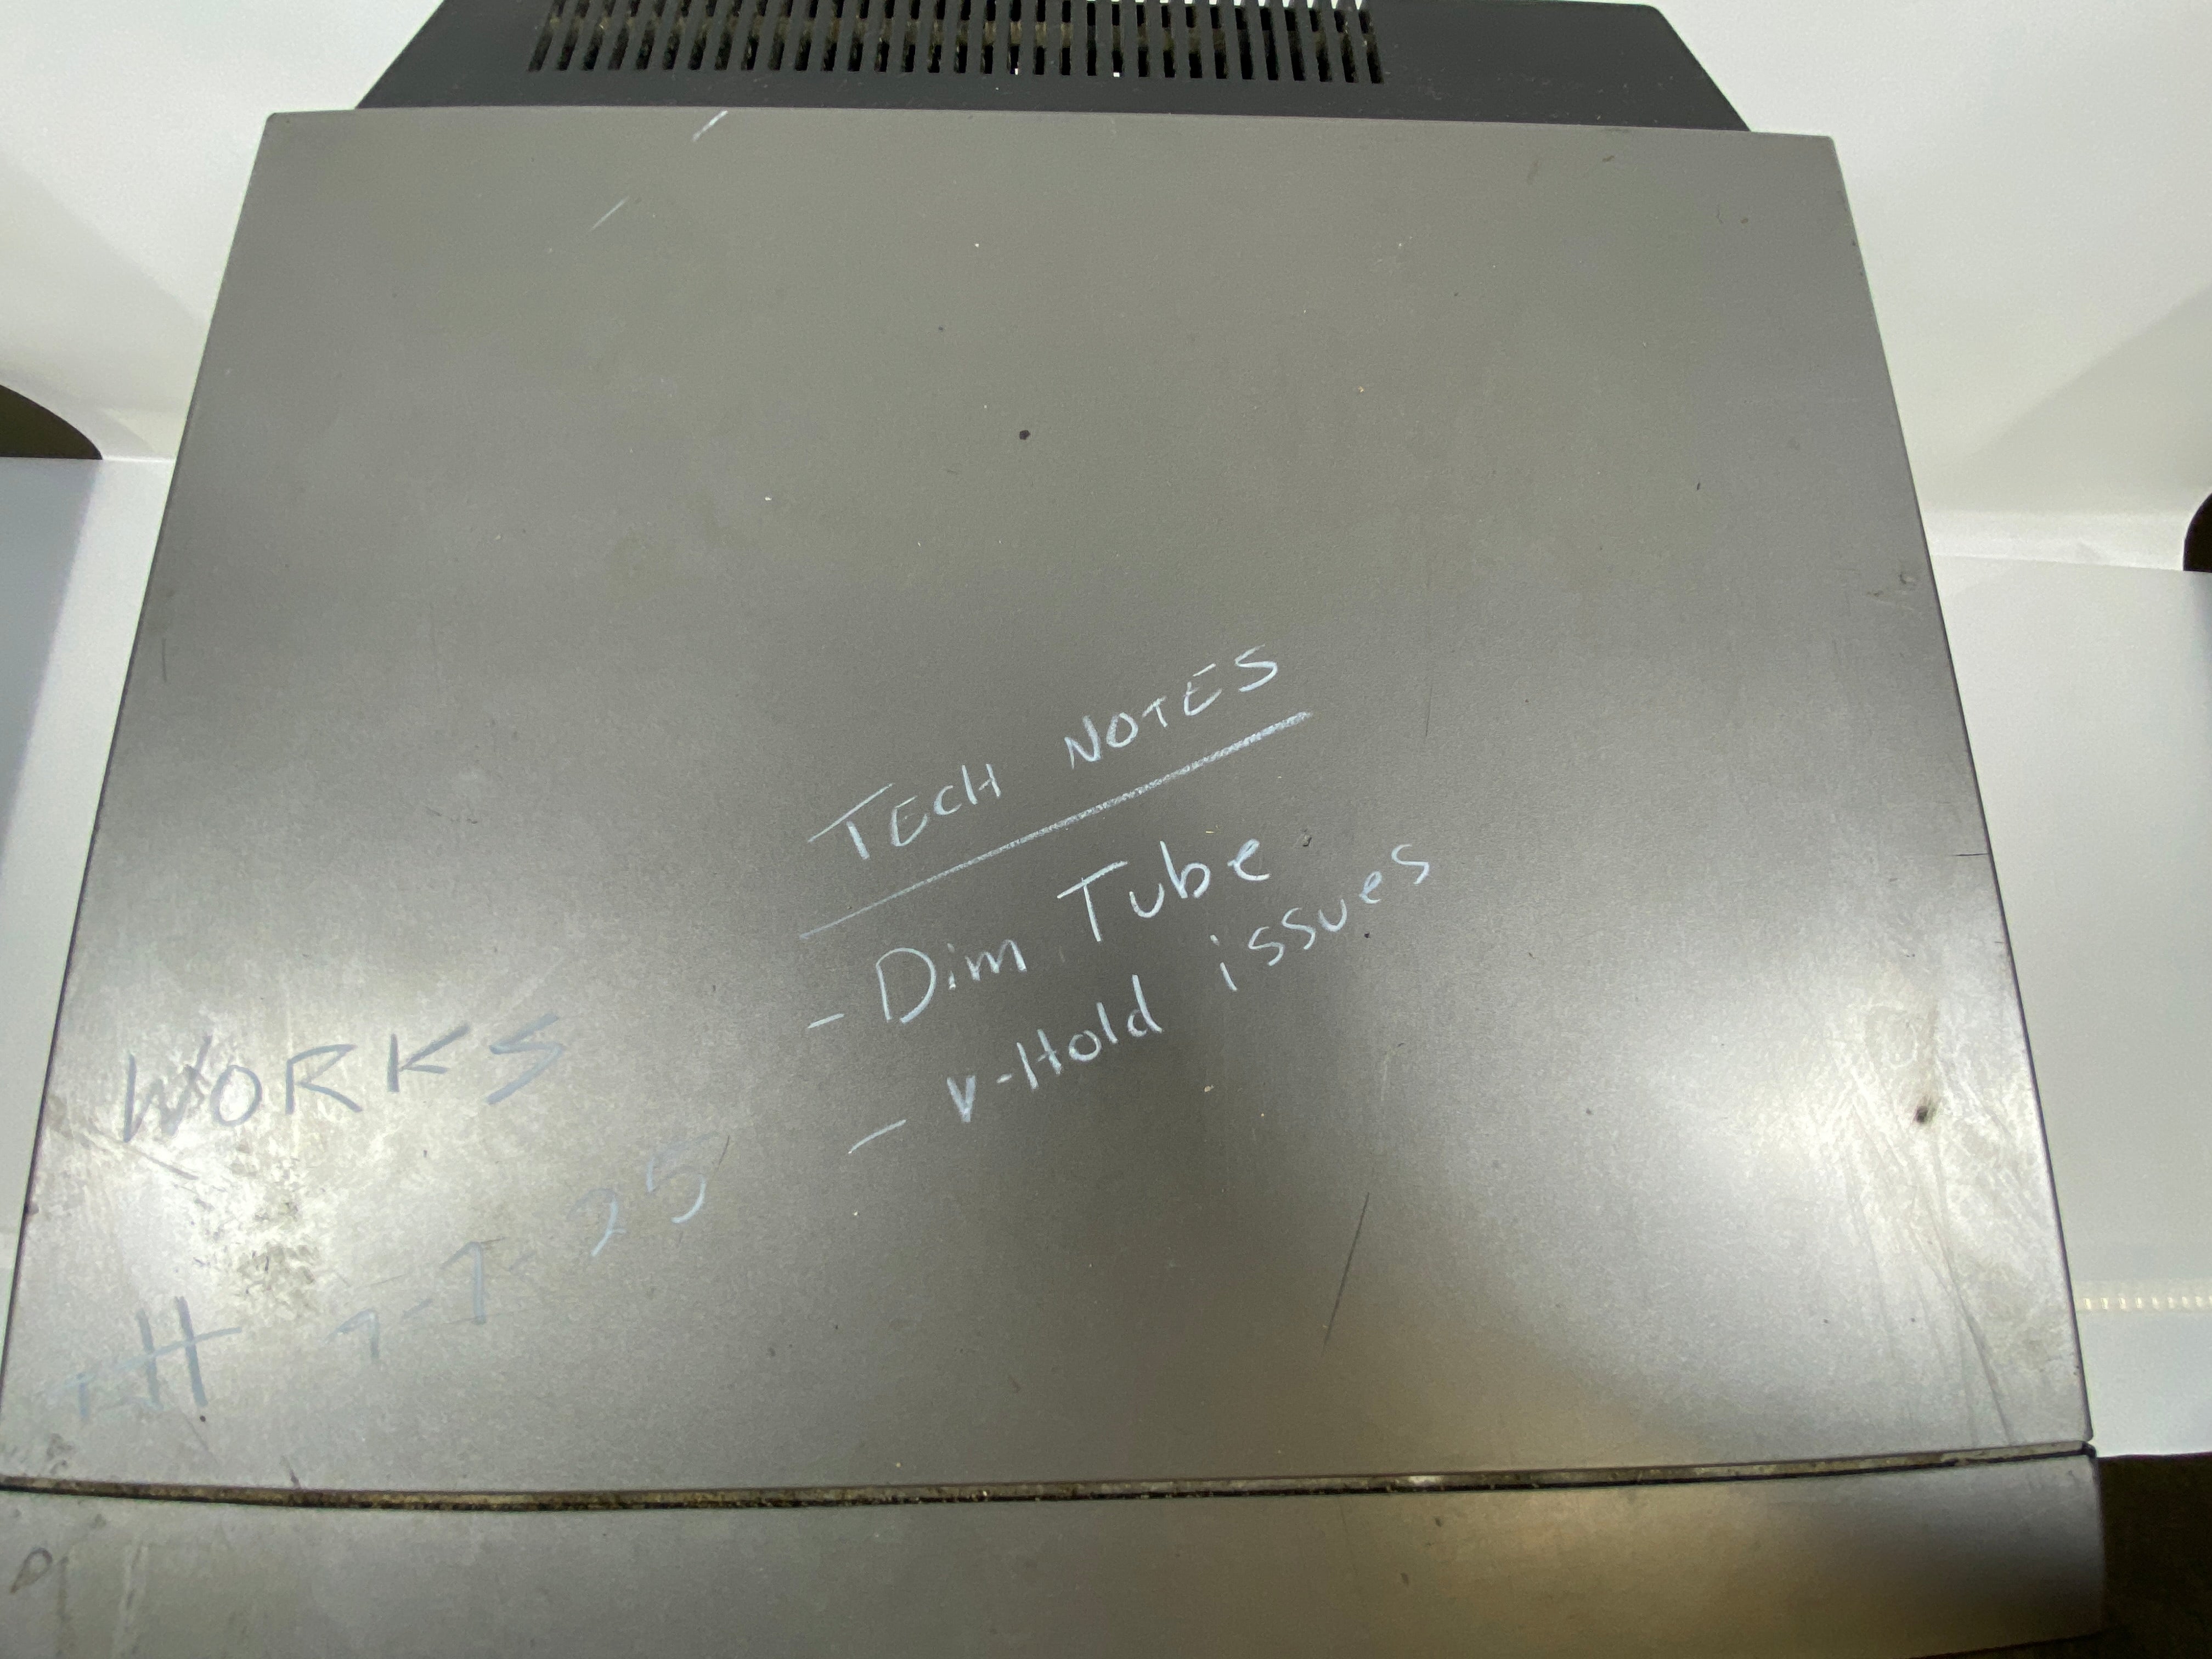 TECH NOTES
- Dim Tube
- V-Hold issues
WORKS